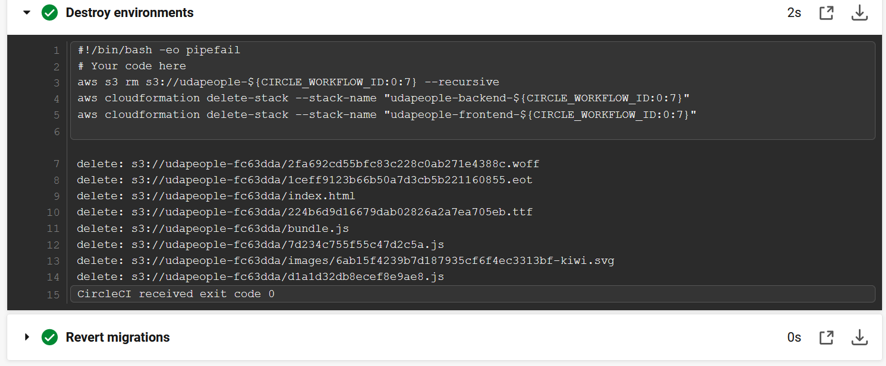 Destroy environments
2s
1 #!/bin/bash -eo pipefail
2 # Your code here
3 aws s3 rm s3://udapeople-${CIRCLE_WORKFLOW_ID:0:7} --recursive
4 aws cloudformation delete-stack --stack-name "udapeople-backend-${CIRCLE_WORKFLOW_ID:0:7}"
5 aws cloudformation delete-stack --stack-name "udapeople-frontend-${CIRCLE_WORKFLOW_ID:0:7}"
6
7 delete: s3://udapeople-fc63dda/2fa692cd55bfc83c228c0ab271e4388c.woff
8 delete: s3://udapeople-fc63dda/1ceff9123b66b50a7d3cb5b221160855.eot
9 delete: s3://udapeople-fc63dda/index.html
10 delete: s3://udapeople-fc63dda/224b6d9d16679dab02826a2a7ea705eb.ttf
11 delete: s3://udapeople-fc63dda/bundle.js
12 delete: s3://udapeople-fc63dda/7d234c755f55c47d2c5a.js
13 delete: s3://udapeople-fc63dda/images/6ab15f4239b7d187935cf6f4ec3313bf-kiwi.svg
14 delete: s3://udapeople-fc63dda/d1a1d32db8ecef8e9ae8.js
15 CircleCI received exit code 0
Revert migrations
0s